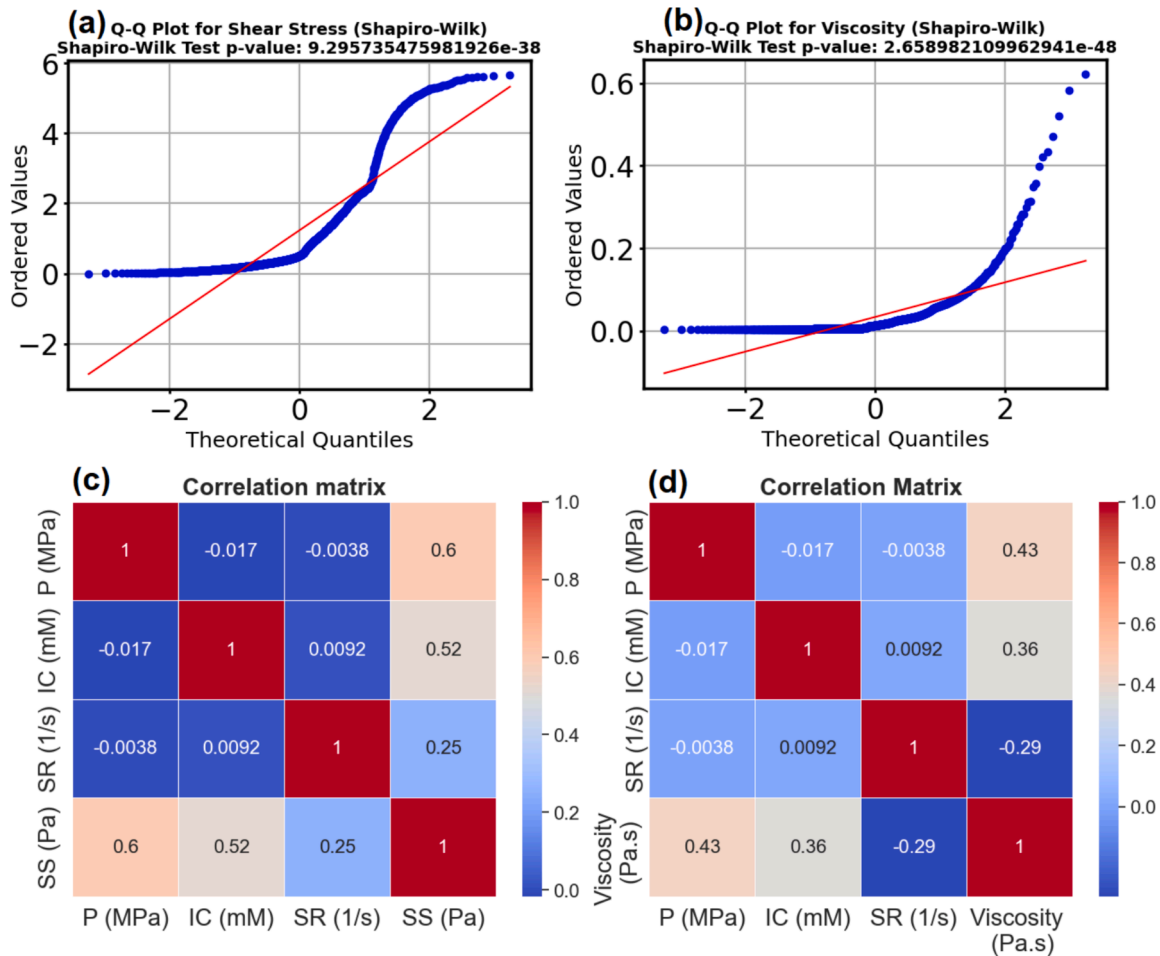 (a)
Q-Q Plot for Shear Stress (Shapiro-Wilk)
Shapiro-Wilk Test p-value: 9.295735475981926e-38
6
4
2
0
−2
Ordered Values
−2
0
2
Theoretical Quantiles
(b)
Q-Q Plot for Viscosity (Shapiro-Wilk)
Shapiro-Wilk Test p-value: 2.658982109962941e-48
0.6
0.4
0.2
0.0
Ordered Values
−2
0
2
Theoretical Quantiles
(c)
Correlation matrix
P (MPa)
1
-0.017
-0.0038
0.6
IC (mM)
-0.017
1
0.0092
0.52
SR (1/s)
-0.0038
0.0092
1
0.25
SS (Pa)
0.6
0.52
0.25
1
P (MPa)
IC (mM)
SR (1/s)
SS (Pa)
1.0
0.8
0.6
0.4
0.2
0.0
(d)
Correlation Matrix
P (MPa)
1
-0.017
-0.0038
0.43
IC (mM)
-0.017
1
0.0092
0.36
SR (1/s)
-0.0038
0.0092
1
-0.29
Viscosity
(Pa.s)
0.43
0.36
-0.29
1
P (MPa)
IC (mM)
SR (1/s)
Viscosity
(Pa.s)
1.0
0.8
0.6
0.4
0.2
0.0